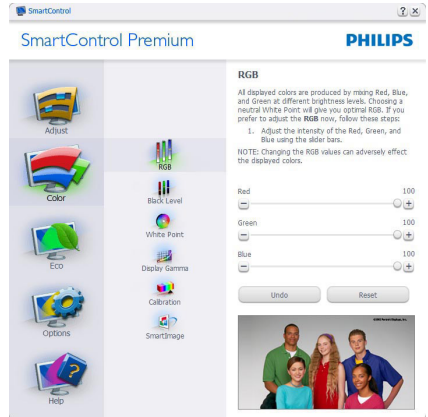 SmartControl
SmartControl Premium
PHILIPS
Adjust
Color
Eco
Options
Help
RGB
Black Level
White Point
Display Gamma
Calibration
SmartImage
RGB
All displayed colors are produced by mixing Red, Blue,
and Green at different brightness levels. Choosing a
neutral White Point will give you optimal RGB. If you
prefer to adjust the RGB now, follow these steps:
1. Adjust the intensity of the Red, Green, and
Blue using the slider bars.
NOTE: Changing the RGB values can adversely effect
the displayed colors.
Red 100
Green 100
Blue 100
Undo Reset